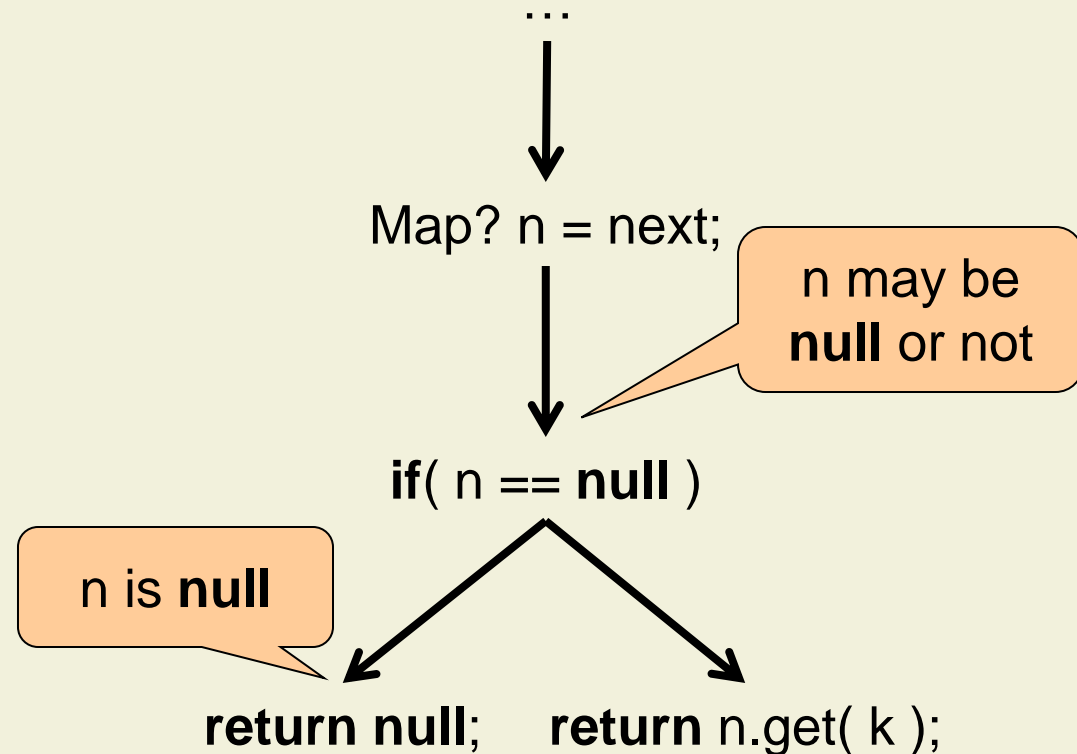 …
Map? n = next;
n may be
null or not
if( n == null )
n is null
return null;
return n.get( k );